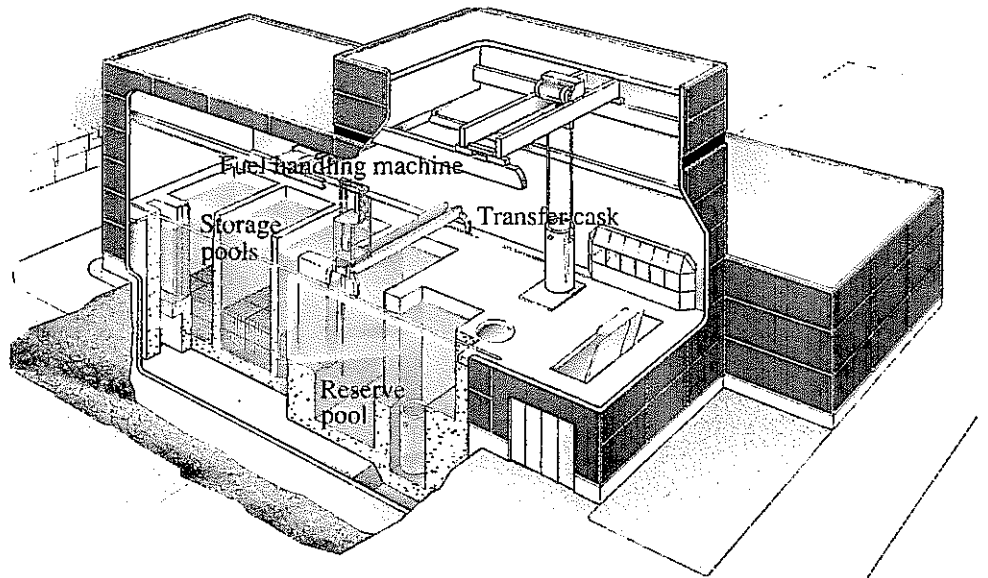 Fuel handling machine
Storage
pools
Transfer cask
Reserve
pool